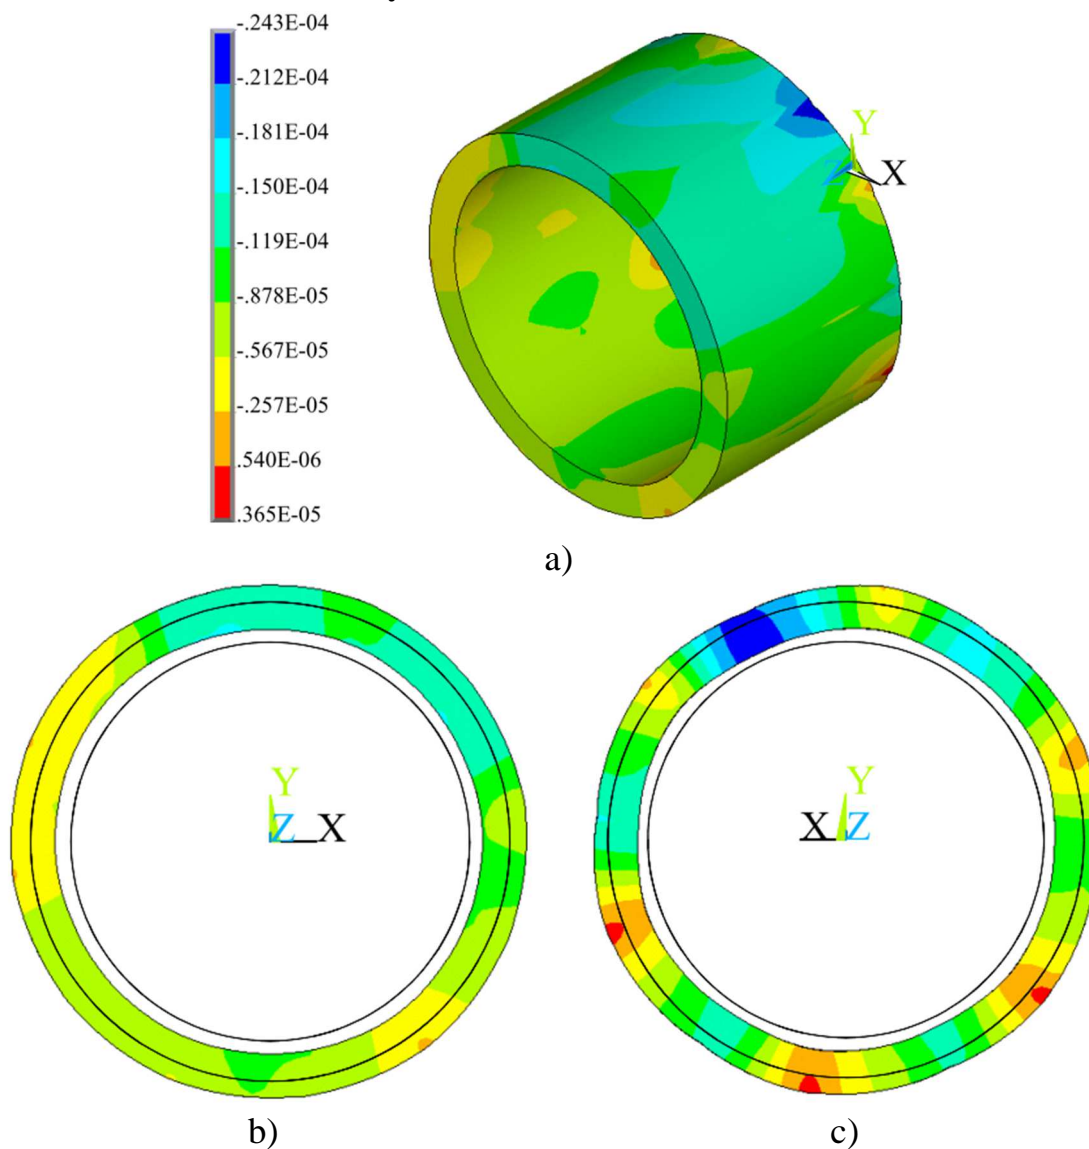 -.243E-04
-.212E-04
-.181E-04
-.150E-04
-.119E-04
-.878E-05
-.567E-05
-.257E-05
.540E-06
.365E-05
Y
Z X
a)
Y
Z X
Y
X Z
b) c)